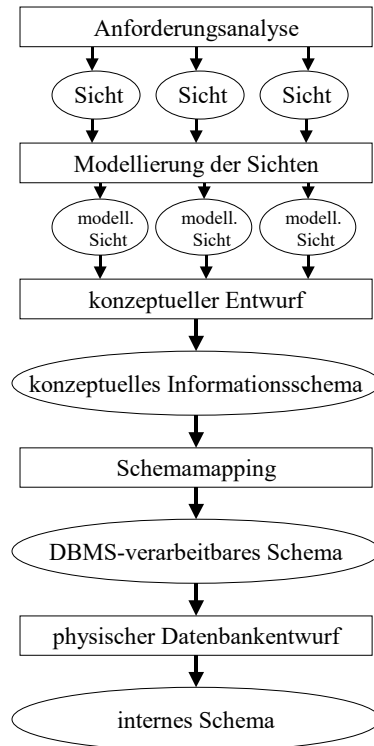 Anforderungsanalyse
Sicht Sicht Sicht
Modellierung der Sichten
modell. modell. modell.
Sicht Sicht Sicht
konzeptueller Entwurf
konzeptuelles Informationsschema
Schemamapping
DBMS-verarbeitbares Schema
physischer Datenbankentwurf
internes Schema